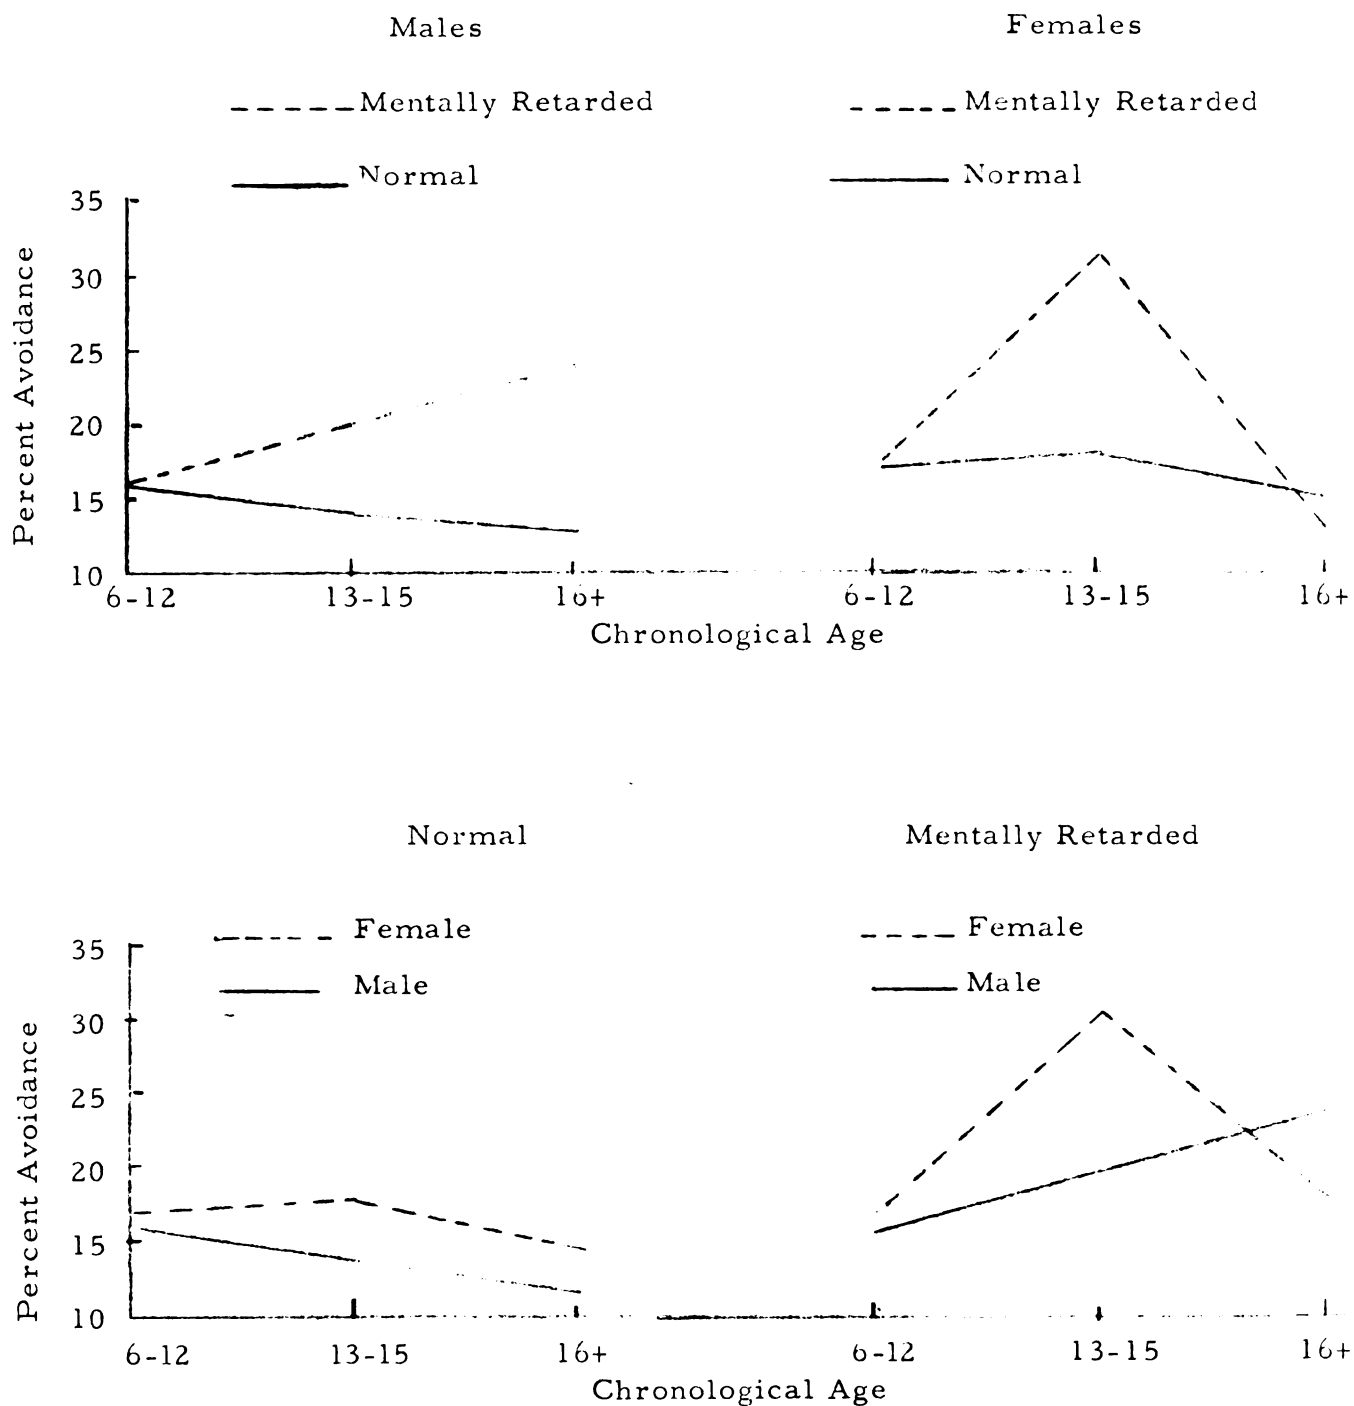 Males Females
Mentally Retarded Mentally Retarded
Normal Normal
35
30
25
20
15
10
Percent Avoidance
6-12 13-15 16+ 6-12 13-15 16+
Chronological Age
Normal Mentally Retarded
Female Female
Male Male
35
30
25
20
15
10
Percent Avoidance
6-12 13-15 16+ 6-12 13-15 16+
Chronological Age